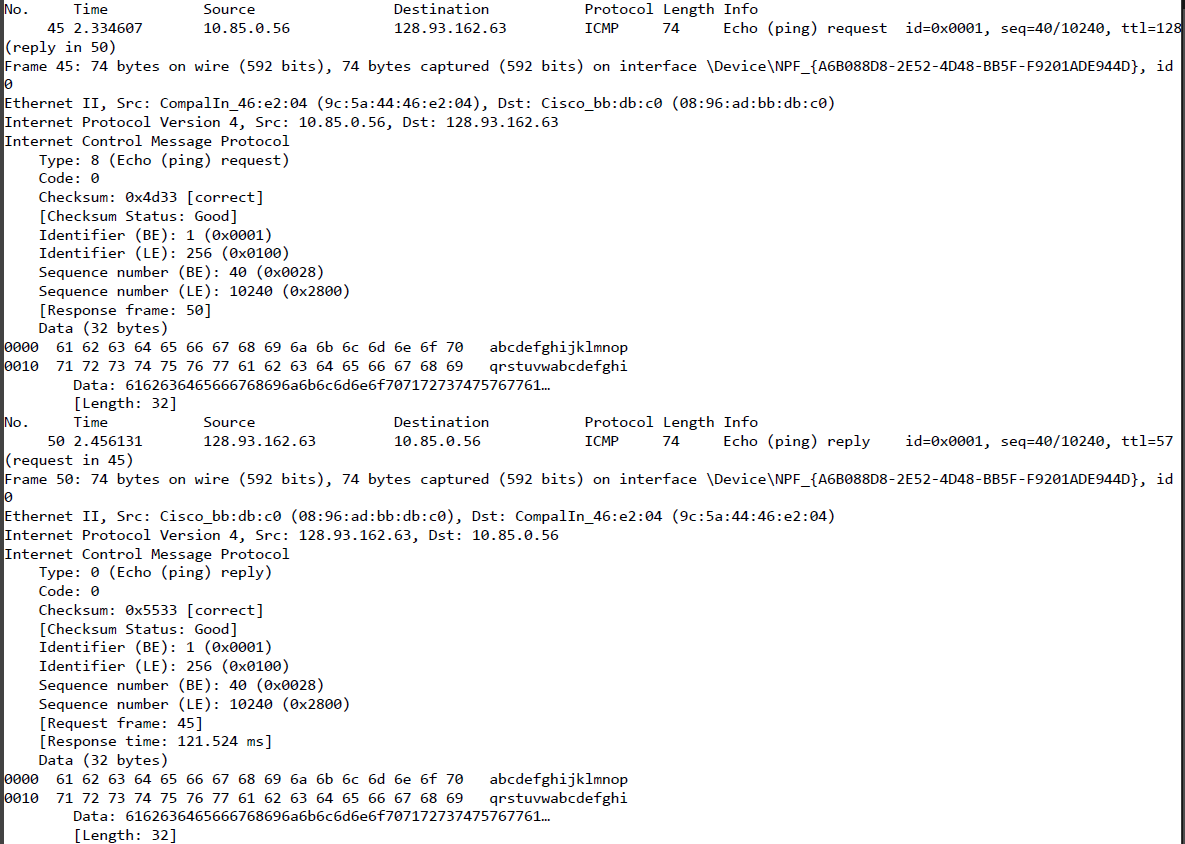 No.     Time           Source                Destination           Protocol Length Info
     45 2.334607       10.85.0.56            128.93.162.63         ICMP     74     Echo (ping) request  id=0x0001, seq=40/10240, ttl=128
(reply in 50)
Frame 45: 74 bytes on wire (592 bits), 74 bytes captured (592 bits) on interface \Device\NPF_{A6B088D8-2E52-4D48-BB5F-F9201ADE944D}, id
0
Ethernet II, Src: CompalIn_46:e2:04 (9c:5a:44:46:e2:04), Dst: Cisco_bb:db:c0 (08:96:ad:bb:db:c0)
Internet Protocol Version 4, Src: 10.85.0.56, Dst: 128.93.162.63
Internet Control Message Protocol
    Type: 8 (Echo (ping) request)
    Code: 0
    Checksum: 0x4d33 [correct]
    [Checksum Status: Good]
    Identifier (BE): 1 (0x0001)
    Identifier (LE): 256 (0x0100)
    Sequence number (BE): 40 (0x0028)
    Sequence number (LE): 10240 (0x2800)
    [Response frame: 50]
    Data (32 bytes)
0000  61 62 63 64 65 66 67 68 69 6a 6b 6c 6d 6e 6f 70   abcdefghijklmnop
0010  71 72 73 74 75 76 77 61 62 63 64 65 66 67 68 69   qrstuvwabcdefghi
        Data: 6162636465666768696a6b6c6d6e6f707172737475767761…
        [Length: 32]
No.     Time           Source                Destination           Protocol Length Info
     50 2.456131       128.93.162.63         10.85.0.56            ICMP     74     Echo (ping) reply    id=0x0001, seq=40/10240, ttl=57
(request in 45)
Frame 50: 74 bytes on wire (592 bits), 74 bytes captured (592 bits) on interface \Device\NPF_{A6B088D8-2E52-4D48-BB5F-F9201ADE944D}, id
0
Ethernet II, Src: Cisco_bb:db:c0 (08:96:ad:bb:db:c0), Dst: CompalIn_46:e2:04 (9c:5a:44:46:e2:04)
Internet Protocol Version 4, Src: 128.93.162.63, Dst: 10.85.0.56
Internet Control Message Protocol
    Type: 0 (Echo (ping) reply)
    Code: 0
    Checksum: 0x5533 [correct]
    [Checksum Status: Good]
    Identifier (BE): 1 (0x0001)
    Identifier (LE): 256 (0x0100)
    Sequence number (BE): 40 (0x0028)
    Sequence number (LE): 10240 (0x2800)
    [Request frame: 45]
    [Response time: 121.524 ms]
    Data (32 bytes)
0000  61 62 63 64 65 66 67 68 69 6a 6b 6c 6d 6e 6f 70   abcdefghijklmnop
0010  71 72 73 74 75 76 77 61 62 63 64 65 66 67 68 69   qrstuvwabcdefghi
        Data: 6162636465666768696a6b6c6d6e6f707172737475767761…
        [Length: 32]